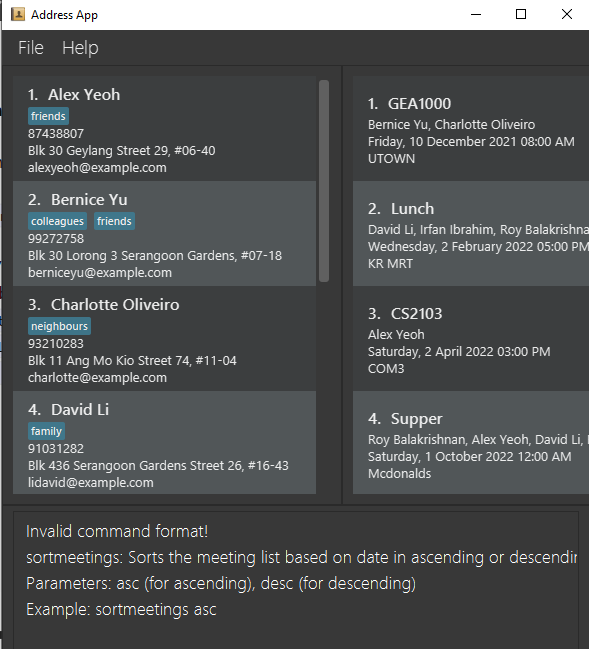 Address App
File Help
1. Alex Yeoh
friends
87438807
Blk 30 Geylang Street 29, #06-40
alexyeoh@example.com
2. Bernice Yu
colleagues friends
99272758
Blk 30 Lorong 3 Serangoon Gardens, #07-18
berniceyu@example.com
3. Charlotte Oliveiro
neighbours
93210283
Blk 11 Ang Mo Kio Street 74, #11-04
charlotte@example.com
4. David Li
family
91031282
Blk 436 Serangoon Gardens Street 26, #16-43
lidavid@example.com
1. GEA1000
Bernice Yu, Charlotte Oliveiro
Friday, 10 December 2021 08:00 AM
UTOWN
2. Lunch
David Li, Irfan Ibrahim, Roy Balakrishna
Wednesday, 2 February 2022 05:00 PM
KR MRT
3. CS2103
Alex Yeoh
Saturday, 2 April 2022 03:00 PM
COM3
4. Supper
Roy Balakrishnan, Alex Yeoh, David Li,
Saturday, 1 October 2022 12:00 AM
Mcdonalds
Invalid command format!
sortmeetings: Sorts the meeting list based on date in ascending or descendin
Parameters: asc (for ascending), desc (for descending)
Example: sortmeetings asc